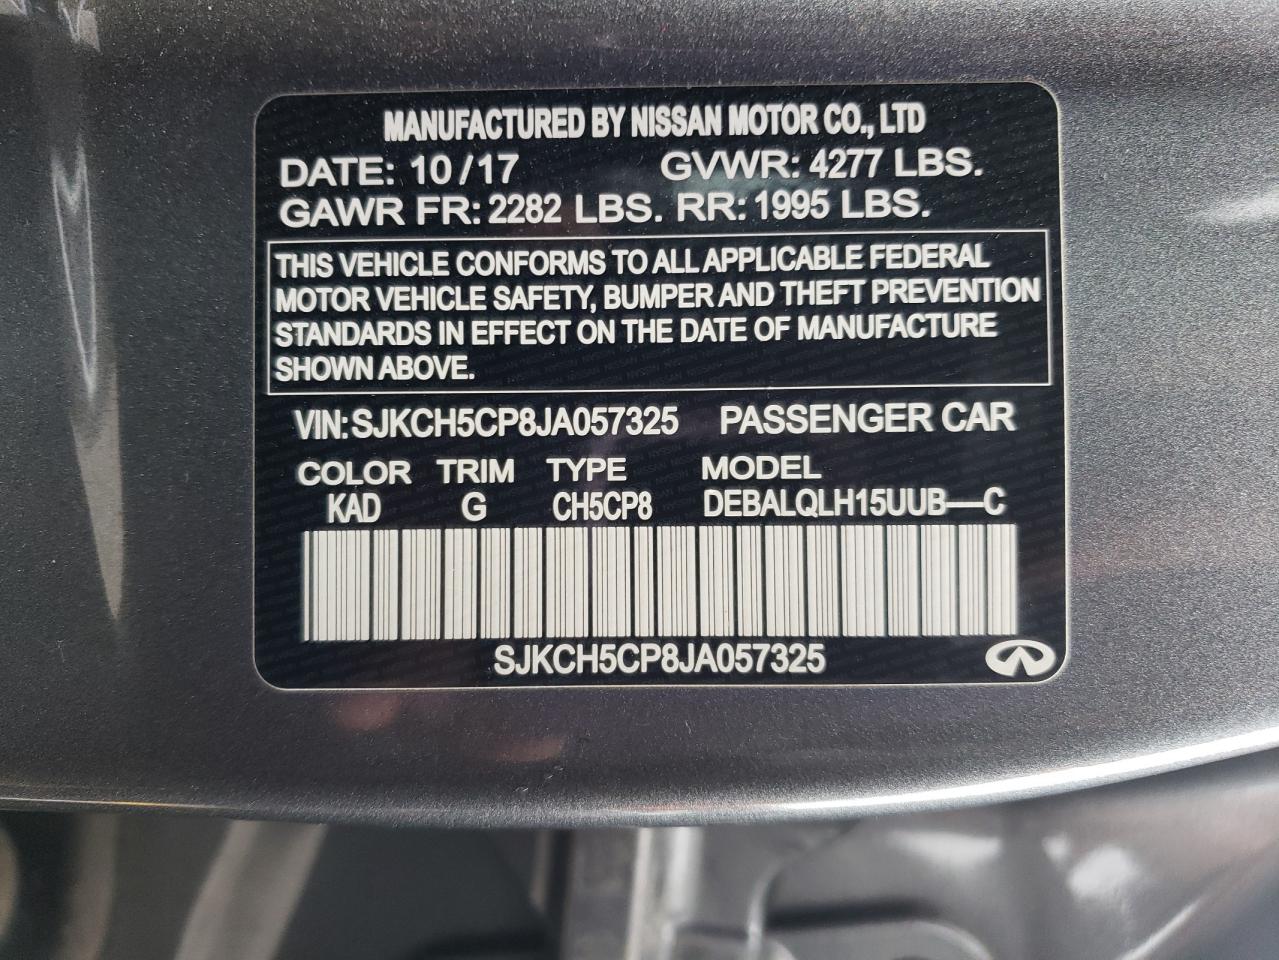 MANUFACTURED BY NISSAN MOTOR CO., LTD
DATE: 10/17 GVWR: 4277 LBS.
GAWR FR: 2282 LBS. RR: 1995 LBS.
THIS VEHICLE CONFORMS TO ALL APPLICABLE FEDERAL
MOTOR VEHICLE SAFETY, BUMPER AND THEFT PREVENTION
STANDARDS IN EFFECT ON THE DATE OF MANUFACTURE
SHOWN ABOVE.
VIN: SJKCH5CP8JA057325 PASSENGER CAR
COLOR TRIM TYPE MODEL
KAD G CH5CP8 DEBALQLH15UUB—C
SJKCH5CP8JA057325